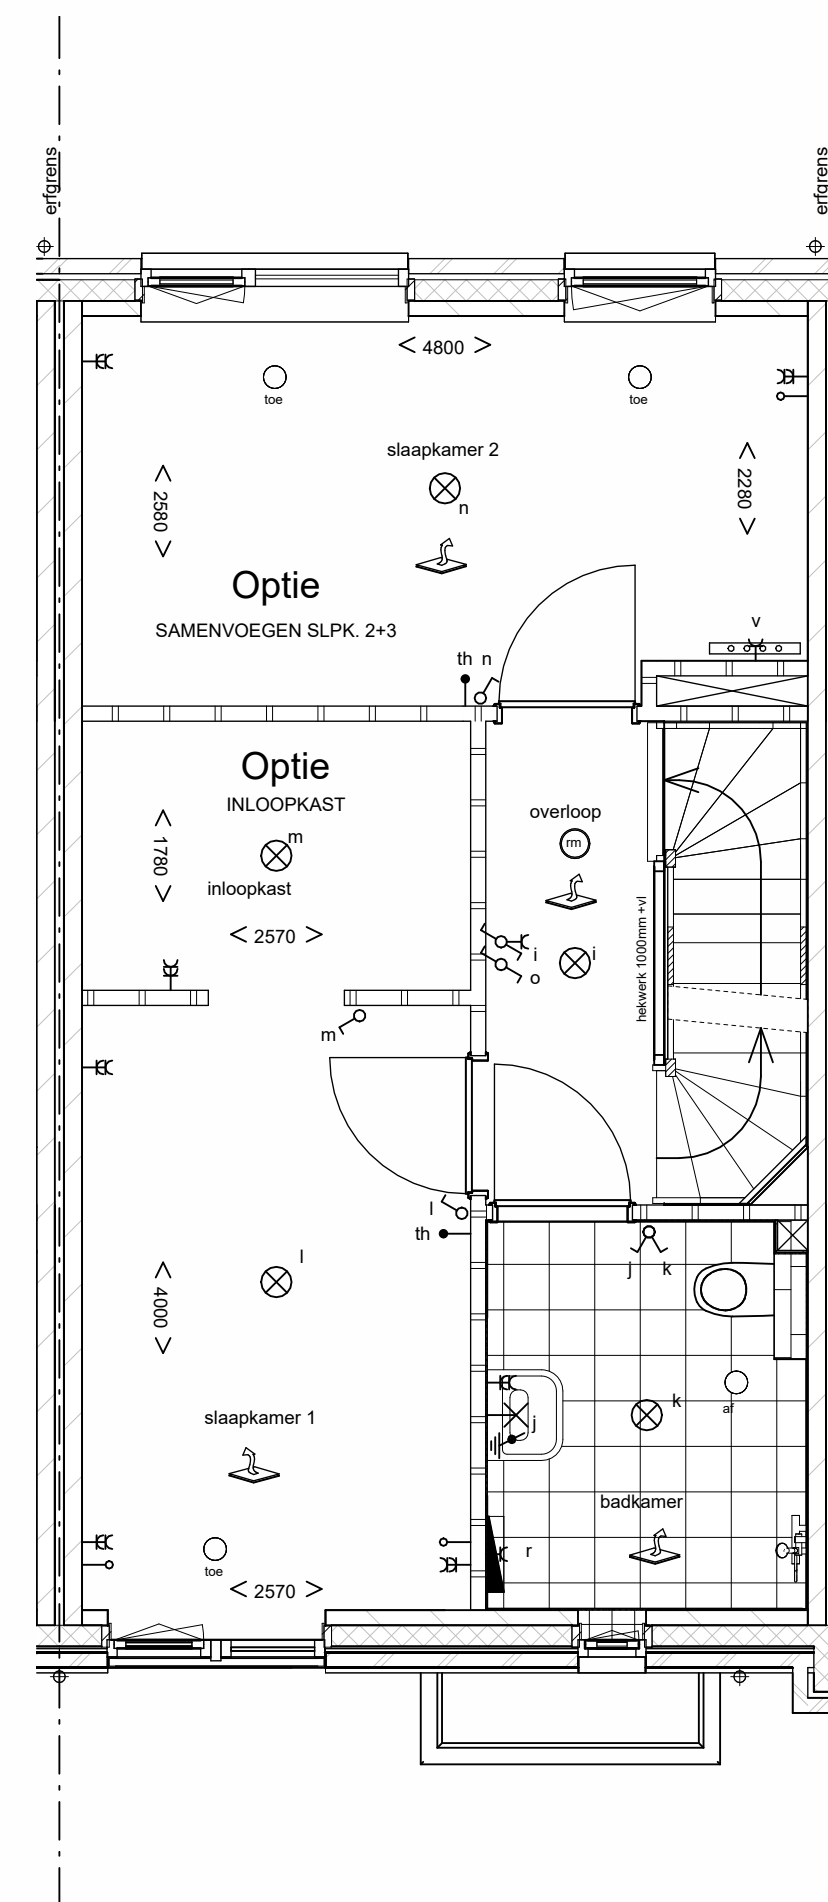 erfgrens
erfgrens
4800
toe
toe
slaapkamer 2
n
2580
2280
Optie
SAMENVOEGEN SLPK. 2+3
v
th n
Optie
INLOOPKAST
m
overloop
rm
1780
inloopkast
2570
hekwerk 1000mm +vl
i
i
o
m
l
th
j k
l
4000
k
af
j
slaapkamer 1
badkamer
r
toe
2570